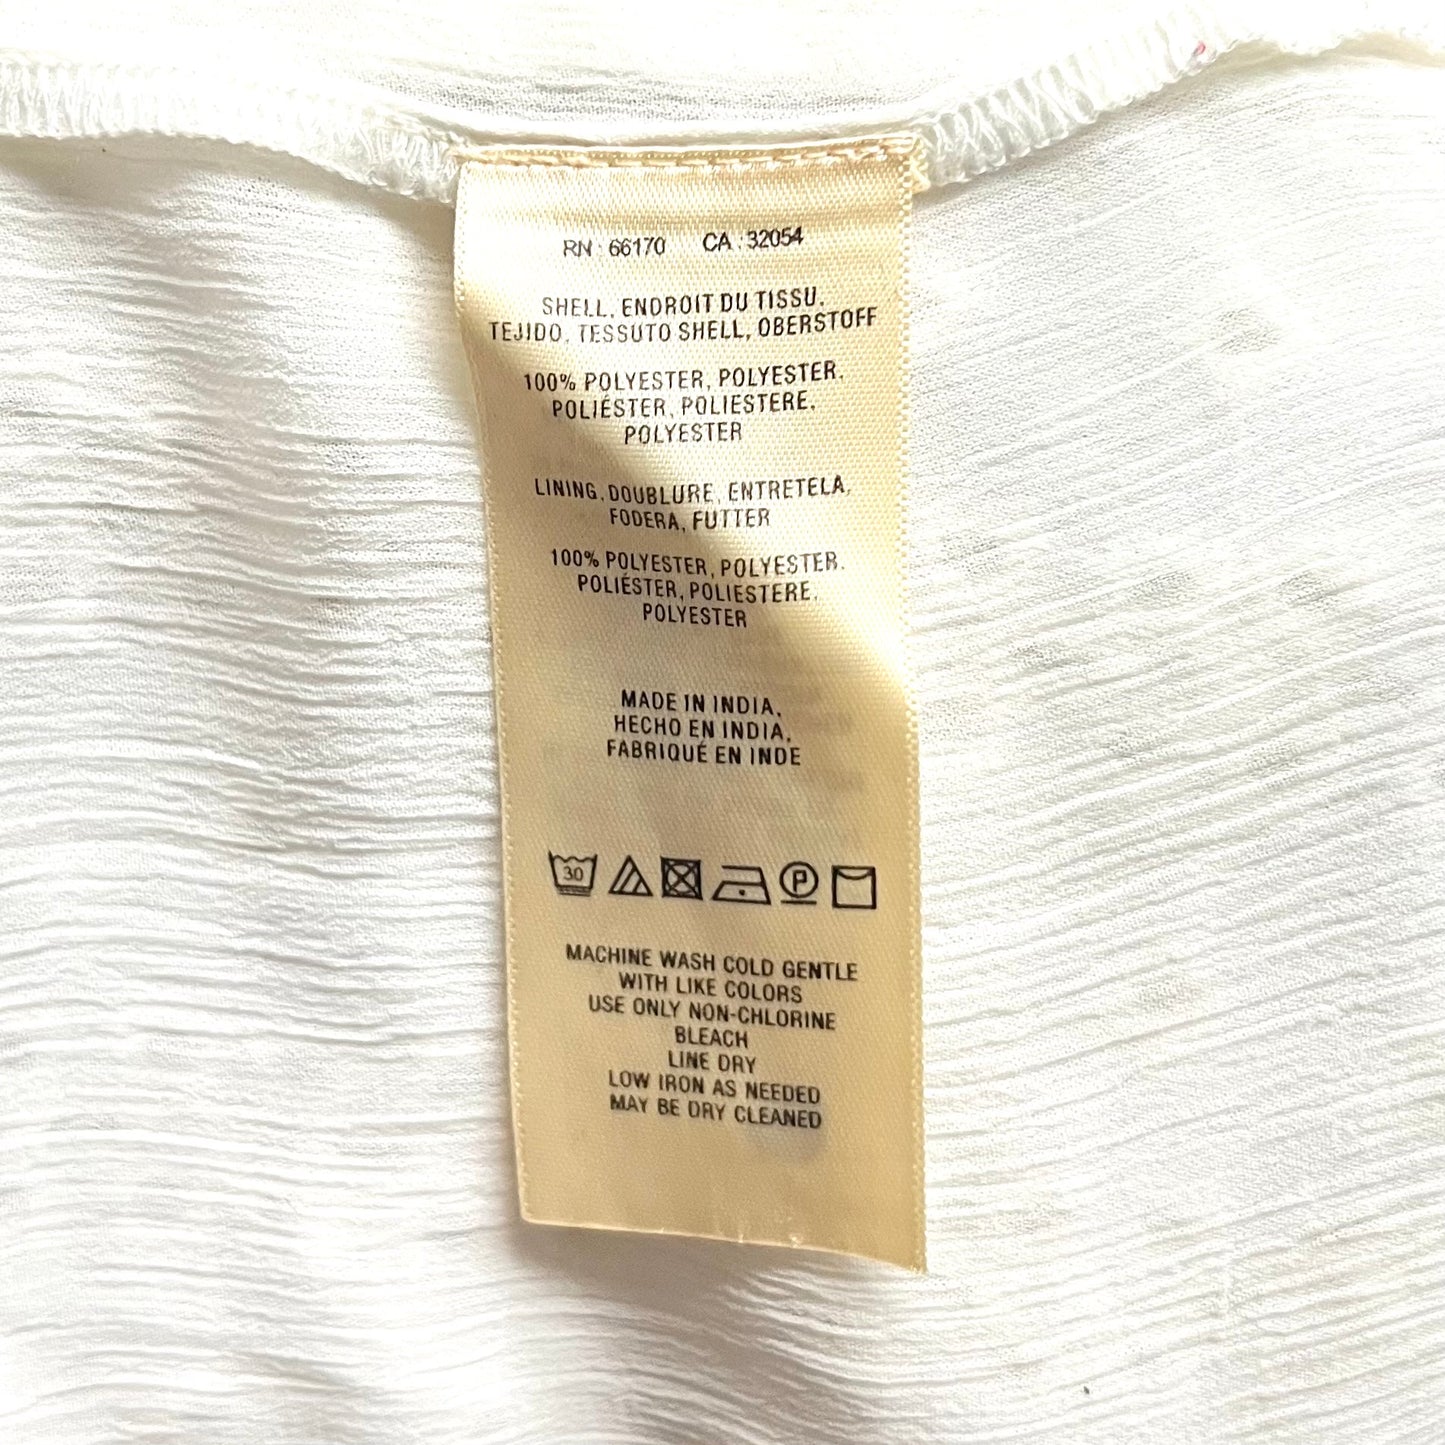 RN : 66170 CA : 32054
SHELL, ENDROIT DU TISSU,
TEJIDO, TESSUTO SHELL, OBERSTOFF
100% POLYESTER, POLYESTER,
POLIÉSTER, POLIESTERE,
POLYESTER
LINING, DOUBLURE, ENTRETELA,
FODERA, FUTTER
100% POLYESTER, POLYESTER,
POLIÉSTER, POLIESTERE,
POLYESTER
MADE IN INDIA,
HECHO EN INDIA,
FABRIQUÉ EN INDE
30 P
MACHINE WASH COLD GENTLE
WITH LIKE COLORS
USE ONLY NON-CHLORINE
BLEACH
LINE DRY
LOW IRON AS NEEDED
MAY BE DRY CLEANED